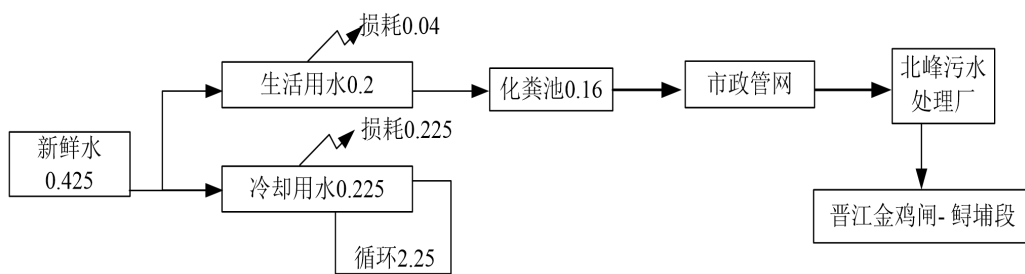 损耗0.04
生活用水0.2
化粪池0.16
市政管网
北峰污水
处理厂
新鲜水
0.425
损耗0.225
冷却用水0.225
循环2.25
晋江金鸡闸- 鲟埔段